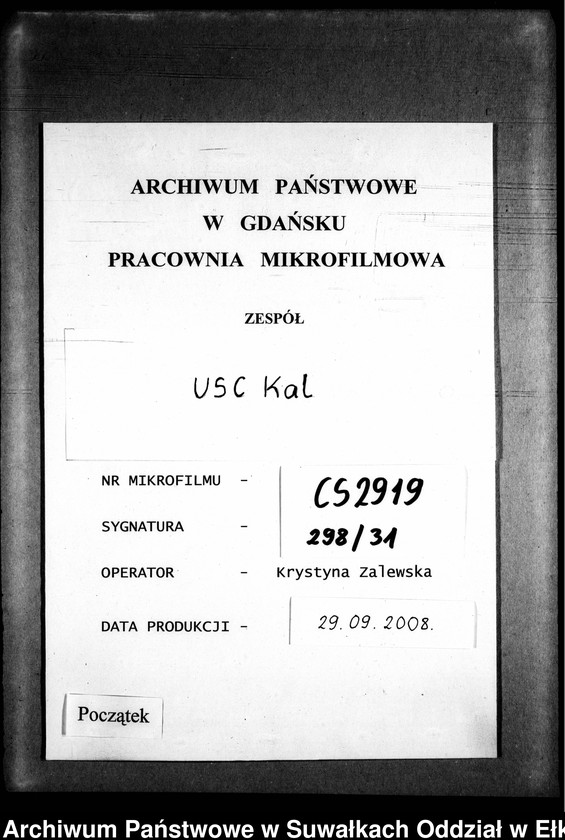 ARCHIWUM PAŃSTWOWE
W GDAŃSKU
PRACOWNIA MIKROFILMOWA
ZESPÓŁ
USC Kal
NR MIKROFILMU - CS2919
SYGNATURA - 298/31
OPERATOR - Krystyna Zalewska
DATA PRODUKCJI - 29.09.2008.
Początek
Archiwum Państwowe w Suwałkach Oddział w Ełk